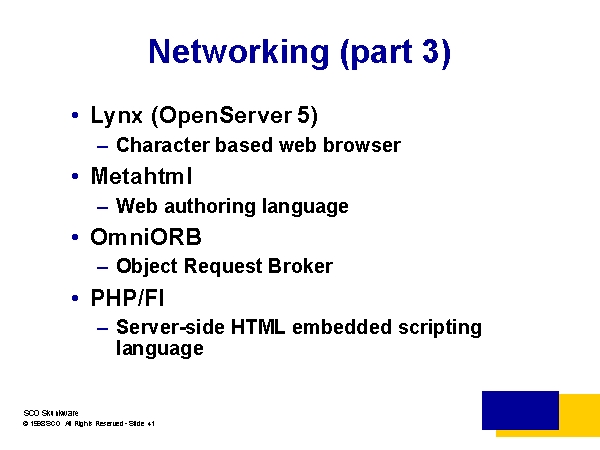 Networking (part 3)
• Lynx (OpenServer 5)
– Character based web browser
• Metahtml
– Web authoring language
• OmniORB
– Object Request Broker
• PHP/FI
– Server-side HTML embedded scripting
language
SCO Skunkware
© 1998 SCO All Rights Reserved - Slide 41